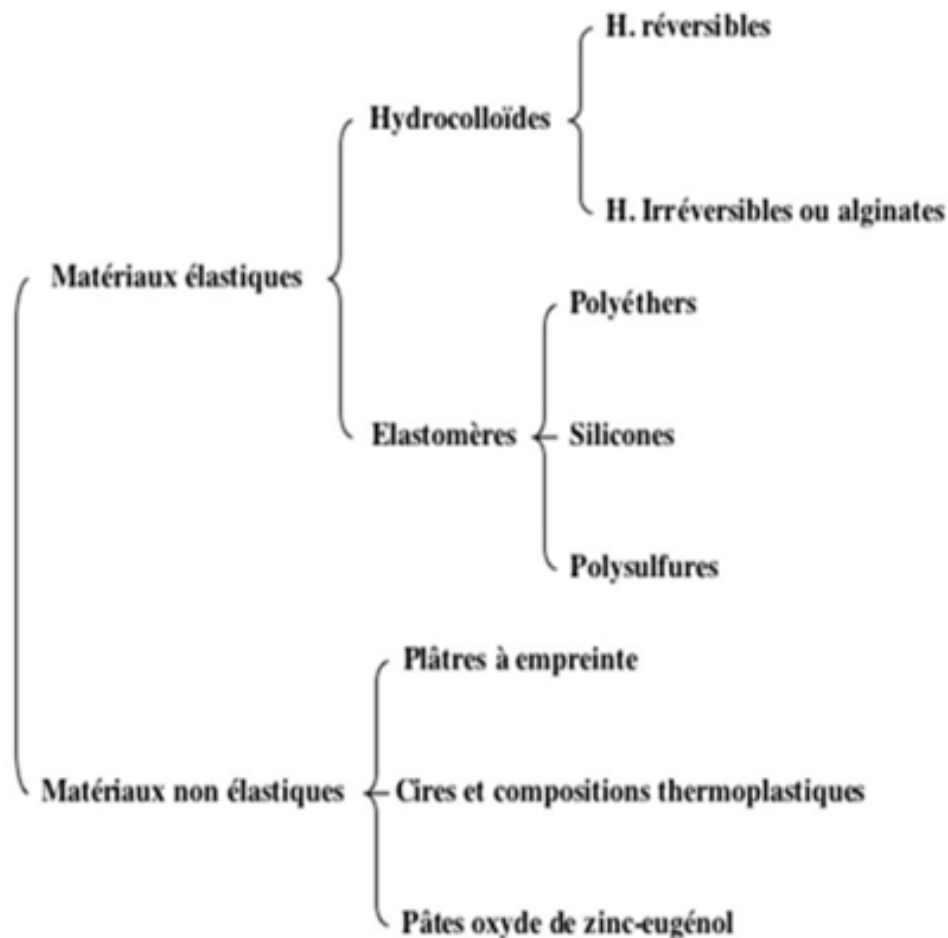 H. réversibles
Hydrocolloïdes
H. Irréversibles ou alginates
Matériaux élastiques
Polyéthers
Elastomères
Silicones
Polysulfures
Plâtres à empreinte
Matériaux non élastiques
Cires et compositions thermoplastiques
Pâtes oxyde de zinc-eugénol